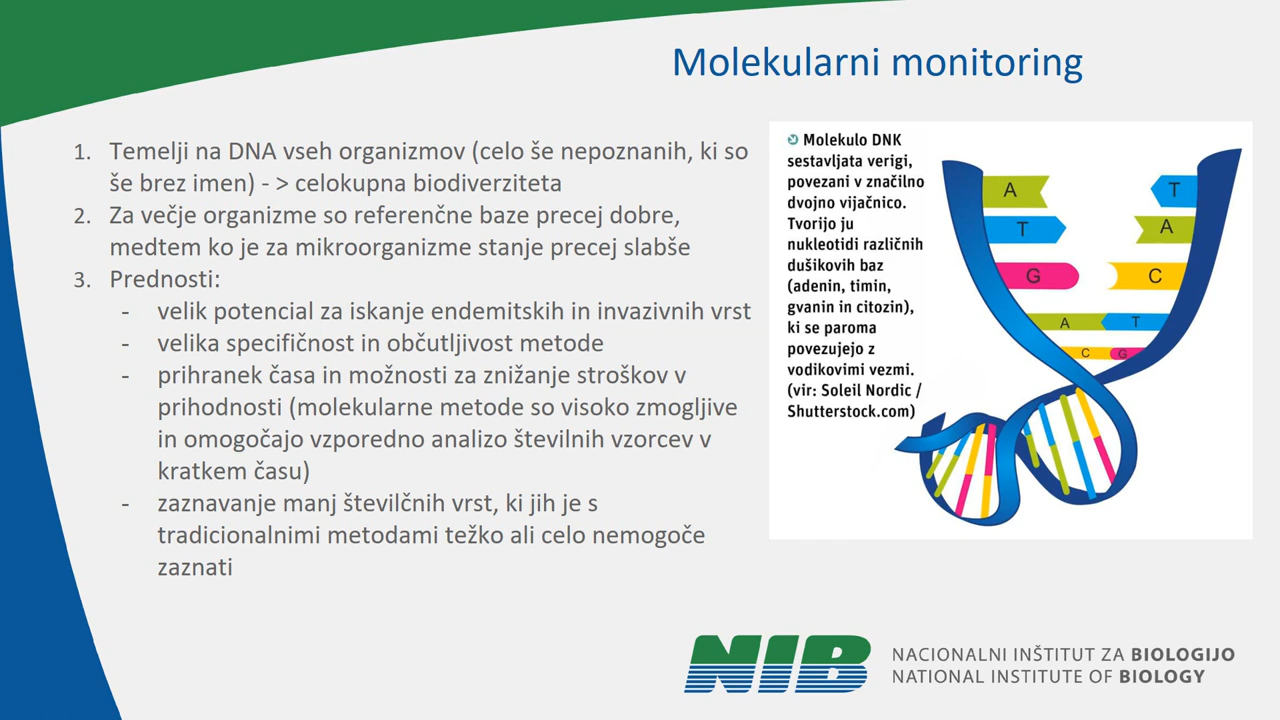 Molekularni monitoring
1. Temelji na DNA vseh organizmov (celo še nepoznanih, ki so
še brez imen) - > celokupna biodiverziteta
2. Za večje organizme so referenčne baze precej dobre,
medtem ko je za mikroorganizme stanje precej slabše
3. Prednosti:
- velik potencial za iskanje endemitskih in invazivnih vrst
- velika specifičnost in občutljivost metode
- prihranek časa in možnosti za znižanje stroškov v
prihodnosti (molekularne metode so visoko zmogljive
in omogočajo vzporedno analizo številnih vzorcev v
kratkem času)
- zaznavanje manj številčnih vrst, ki jih je s
tradicionalnimi metodami težko ali celo nemogoče
zaznati
Molekulo DNK
sestavljata verigi,
povezani v značilno
dvojno vijačnico.
Tvorijo ju
nukleotidi različnih
dušikovih baz
(adenin, timin,
gvanin in citozin),
ki se paroma
povezujejo z
vodikovimi vezmi.
(vir: Soleil Nordic /
Shutterstock.com)
A T
T A
G C
A T
C G
NIB
NACIONALNI INŠTITUT ZA BIOLOGIJO
NATIONAL INSTITUTE OF BIOLOGY